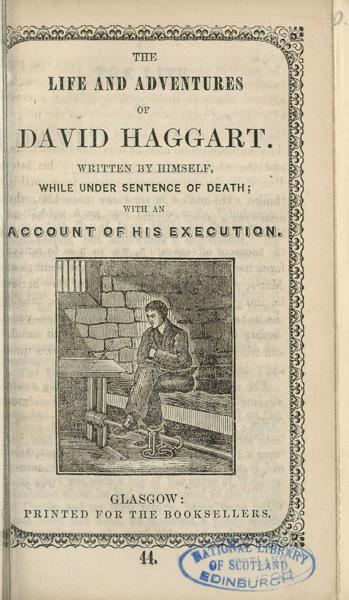 THE
LIFE AND ADVENTURES
OF
DAVID HAGGART.
WRITTEN BY HIMSELF,
WHILE UNDER SENTENCE OF DEATH;
WITH AN
ACCOUNT OF HIS EXECUTION.
GLASGOW:
PRINTED FOR THE BOOKSELLERS.
44.
NATIONAL LIBRARY
OF SCOTLAND
EDINBURGH